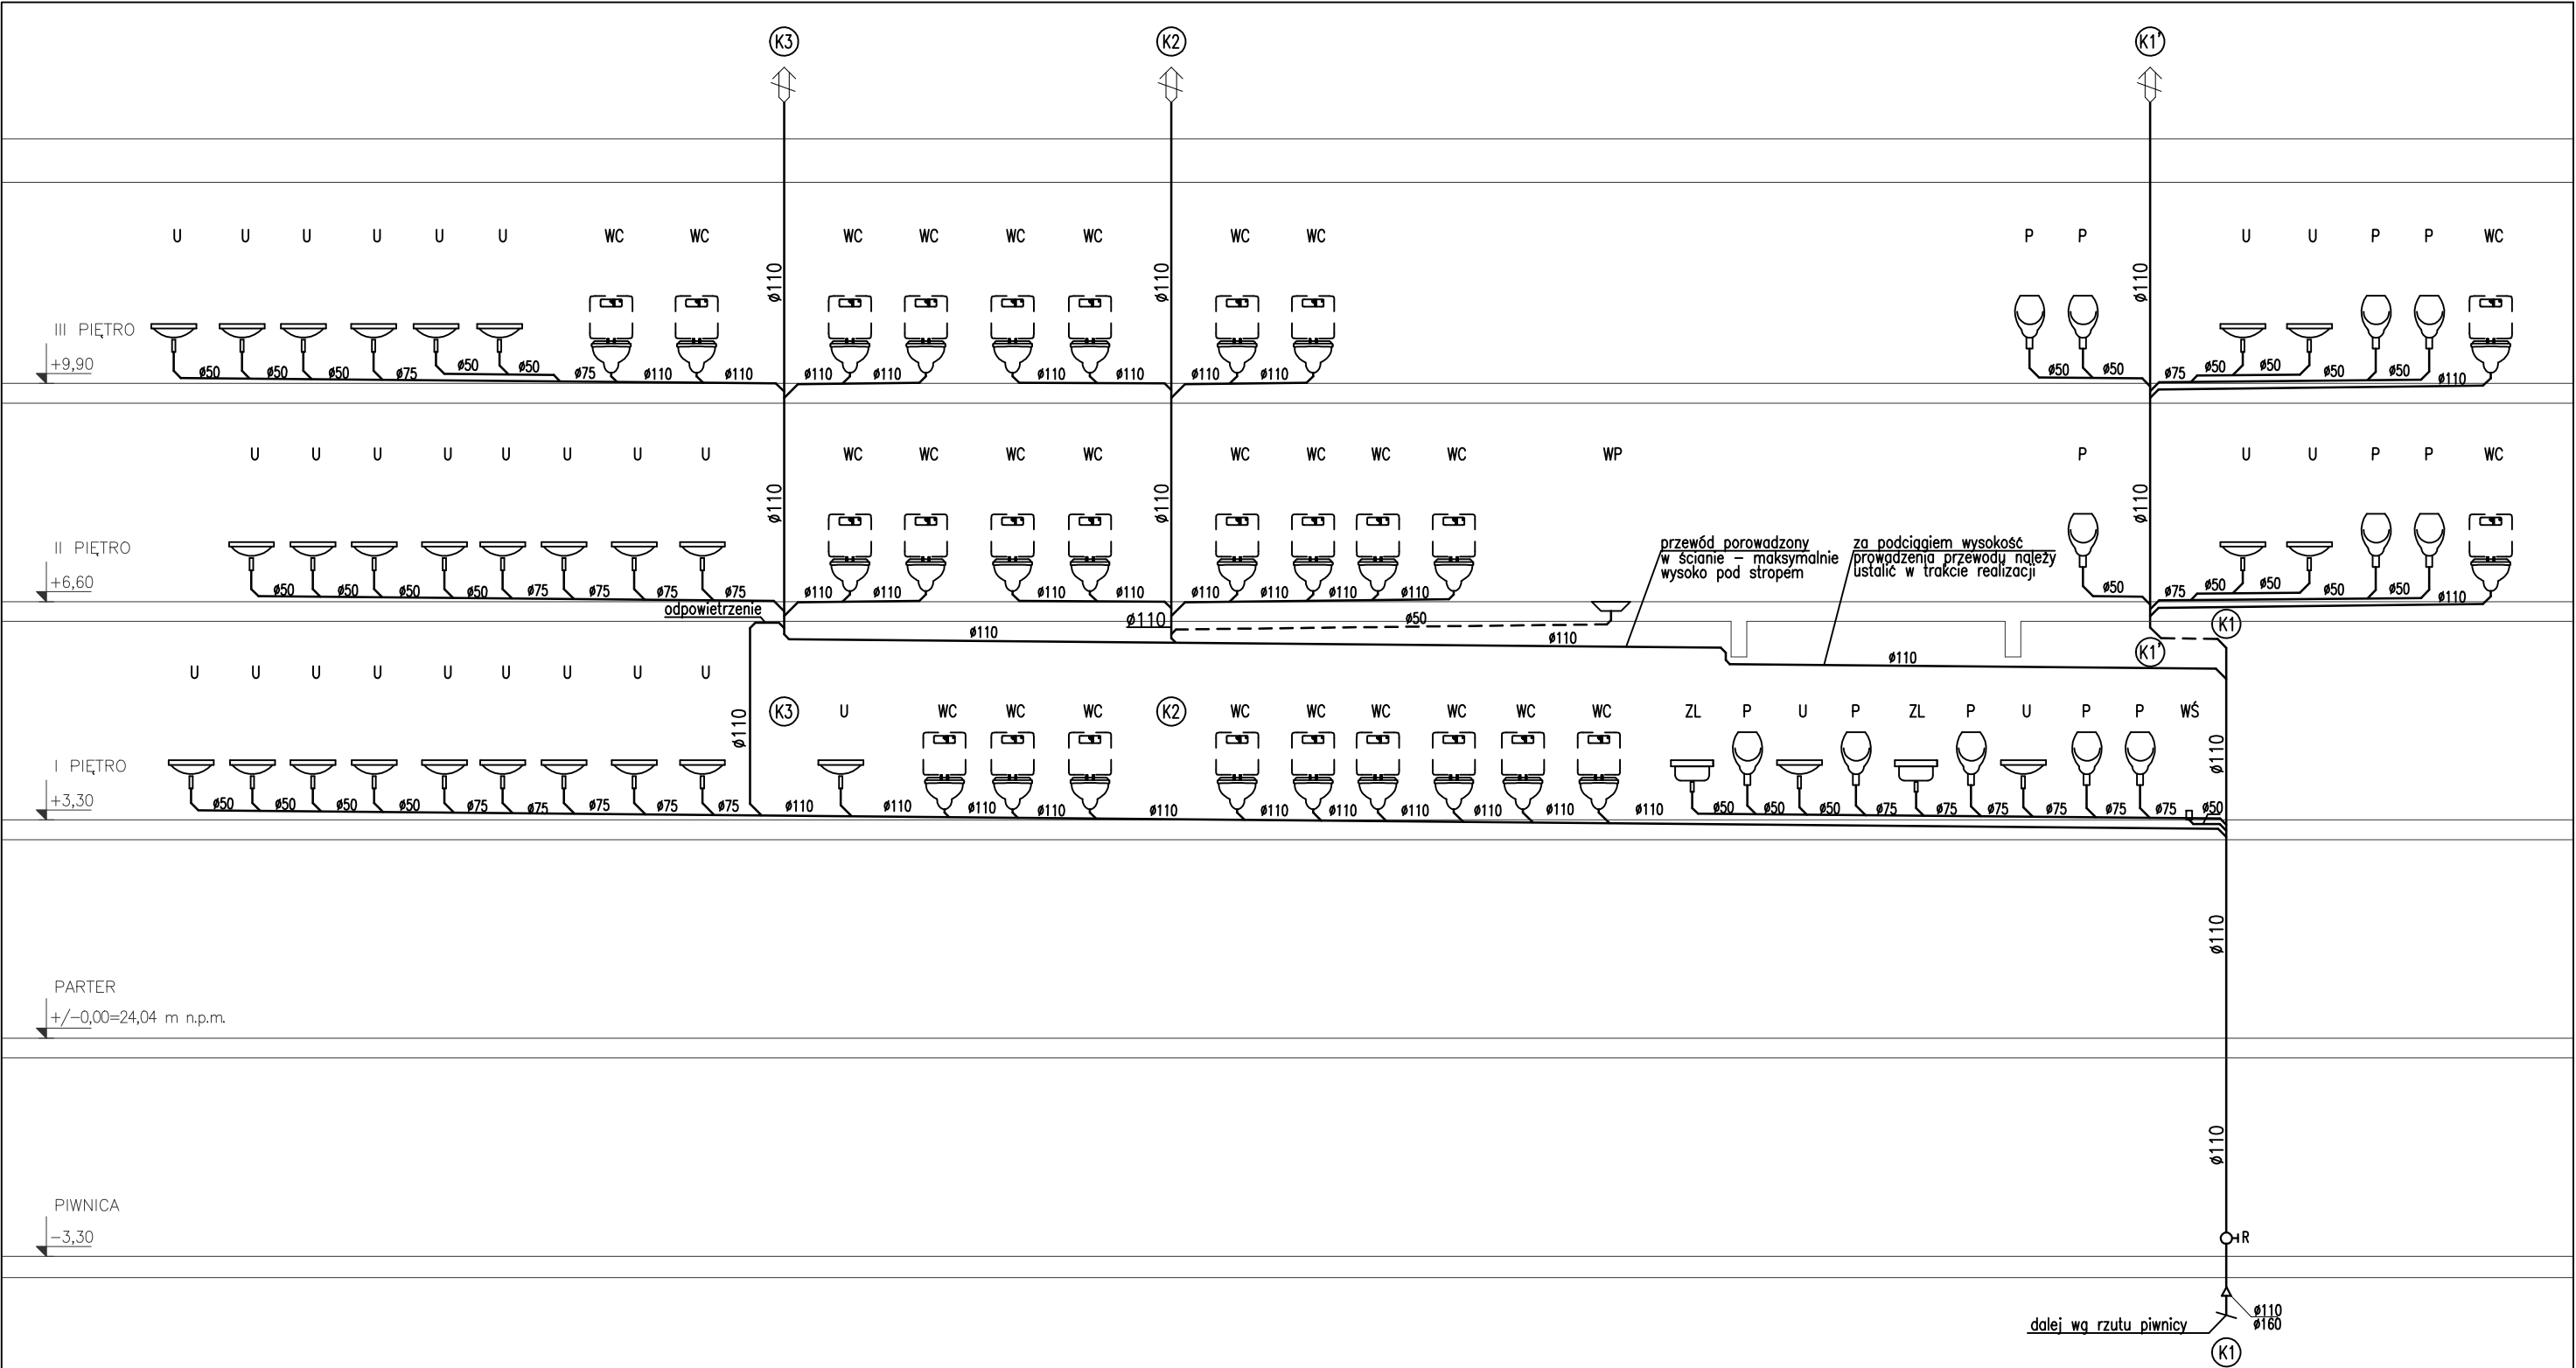 K3 K2 K1'
U U U U U U WC WC WC WC WC WC WC WC P P U U P P WC
ø110 ø110 ø110
III PIĘTRO
+9,90
ø50 ø50 ø50 ø75 ø50 ø50 ø75 ø110 ø110 ø110 ø110 ø110 ø110 ø110 ø110 ø50 ø50 ø75 ø50 ø50 ø50 ø50 ø110
U U U U U U U U WC WC WC WC WC WC WC WC WP P U U P P WC
ø110 ø110 ø110
II PIĘTRO
+6,60
przewód porowadzony
w ścianie – maksymalnie
wysoko pod stropem
za podciągiem wysokość
prowadzenia przewodu należy
ustalić w trakcie realizacji
ø50 ø50 ø50 ø50 ø75 ø75 ø75 ø75 ø110 ø110 ø110 ø110 ø110 ø110 ø110 ø110 ø50 ø75 ø50 ø50 ø50 ø50 ø110
odpowietrzenie
ø110 ø50
ø110 ø110 ø110
K1
K1'
U U U U U U U U U
ø110 K3 U WC WC WC K2 WC WC WC WC WC WC ZL P U P ZL P U P P WŚ
ø110
I PIĘTRO
+3,30
ø50 ø50 ø50 ø50 ø75 ø75 ø75 ø75 ø75 ø110 ø110 ø110 ø110 ø110 ø110 ø110 ø110 ø110 ø110 ø110 ø50 ø50 ø50 ø75 ø75 ø75 ø75 ø75 ø75 ø50
ø110
PARTER
+/−0,00=24,04 m n.p.m.
ø110
PIWNICA
−3,30
R
ø110
ø160
dalej wg rzutu piwnicy
K1